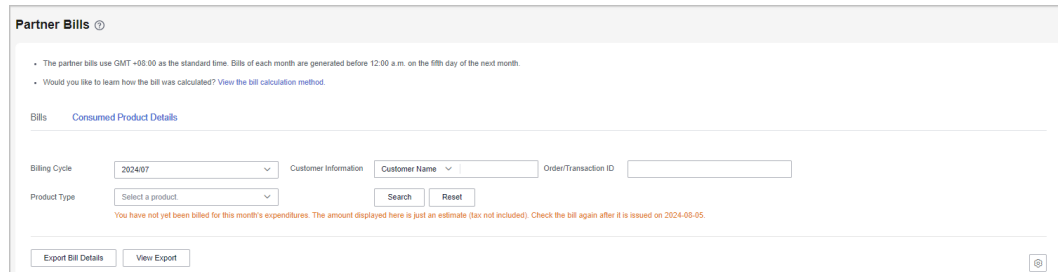 Partner Bills
The partner bills use GMT +08:00 as the standard time. Bills of each month are generated before 12:00 a.m. on the fifth day of the next month.
Would you like to learn how the bill was calculated? View the bill calculation method.
Bills Consumed Product Details
Billing Cycle 2024/07 Customer Information Customer Name Order/Transaction ID
Product Type Select a product. Search Reset
You have not yet been billed for this month's expenditures. The amount displayed here is just an estimate (tax not included). Check the bill again after it is issued on 2024-08-05.
Export Bill Details View Export